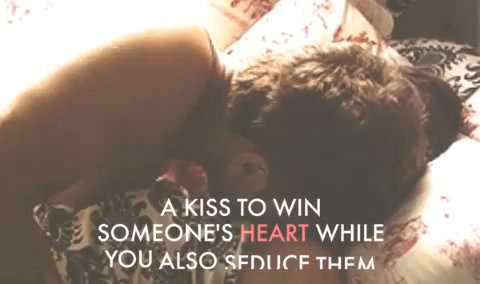 A KISS TO WIN
SOMEONE'S HEART WHILE
YOU ALSO SEDUCE THEM